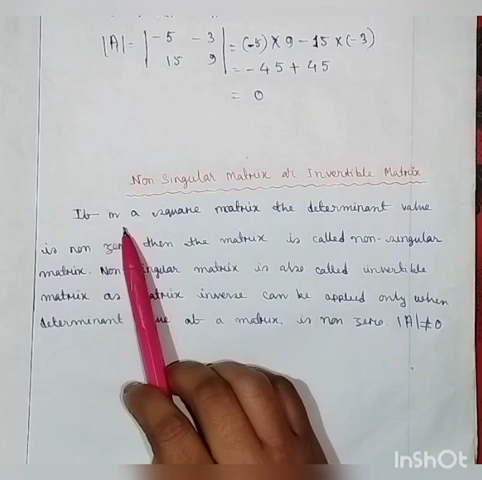 |A| = |-5 -3| = (-5) × 9 - 15 × (-3)
15 9 = -45 + 45
= 0
Non Singular Matrix or Invertible Matrix
If in a square matrix the determinant value
is non zero then the matrix is called non-singular
matrix. Non singular matrix is also called invertible
matrix as matrix inverse can be applied only when
determinant of a matrix is non zero. |A| ≠ 0
InShOt